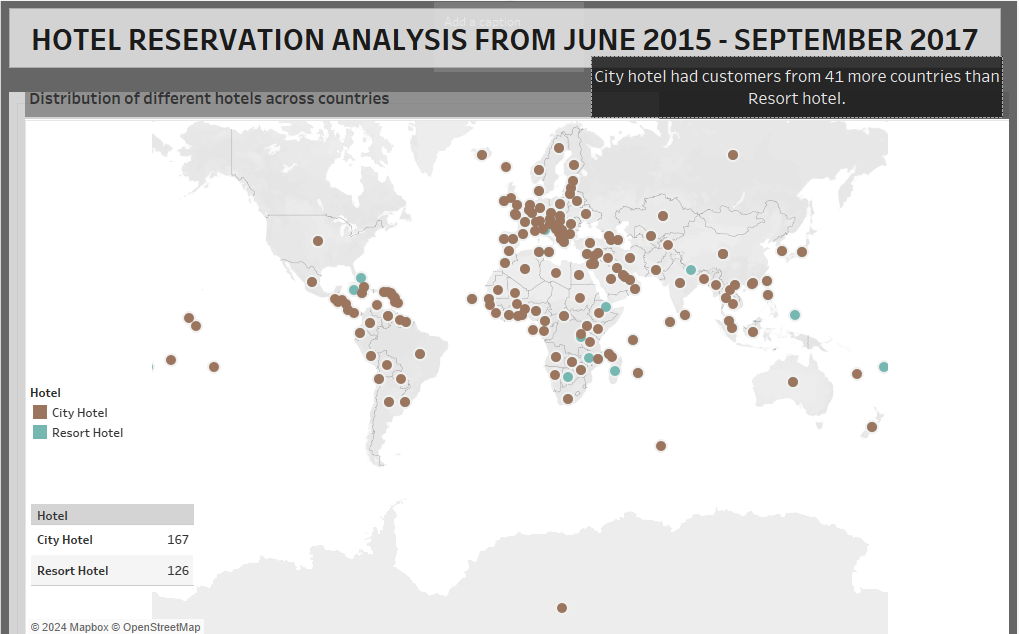 Add a caption
HOTEL RESERVATION ANALYSIS FROM JUNE 2015 - SEPTEMBER 2017
City hotel had customers from 41 more countries than
Resort hotel.
Distribution of different hotels across countries
Hotel
City Hotel
Resort Hotel
Hotel
City Hotel 167
Resort Hotel 126
© 2024 Mapbox © OpenStreetMap